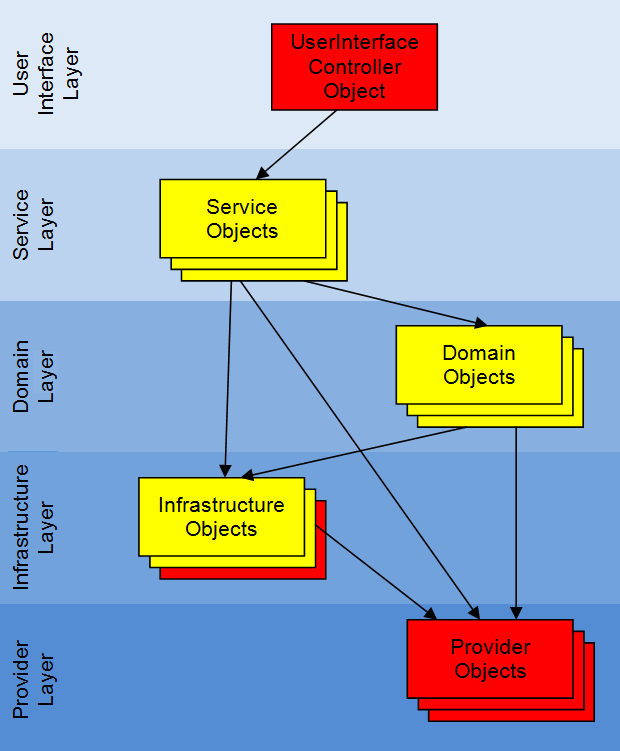 User
Interface
Layer
UserInterface
Controller
Object
Service
Layer
Service
Objects
Domain
Layer
Domain
Objects
Infrastructure
Layer
Infrastructure
Objects
Provider
Layer
Provider
Objects